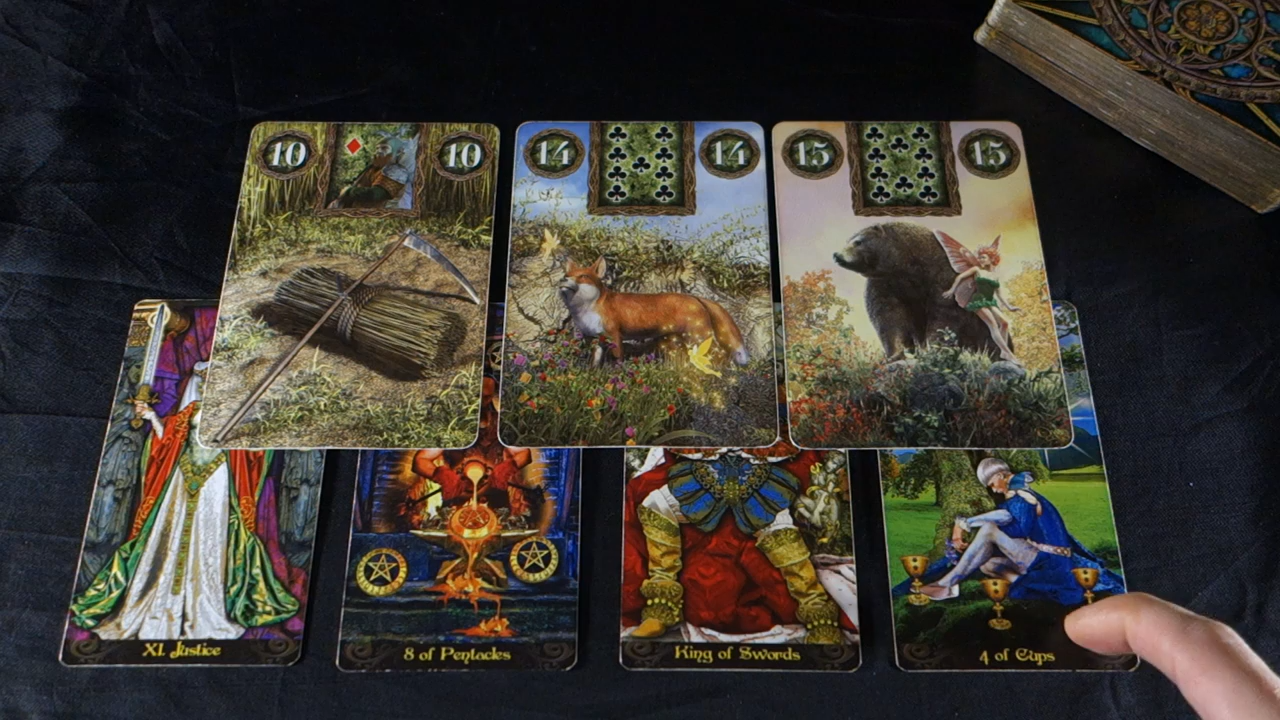 10 10
14 14
15 15
XI. Justice
8 of Pentacles
King of Swords
4 of Cups